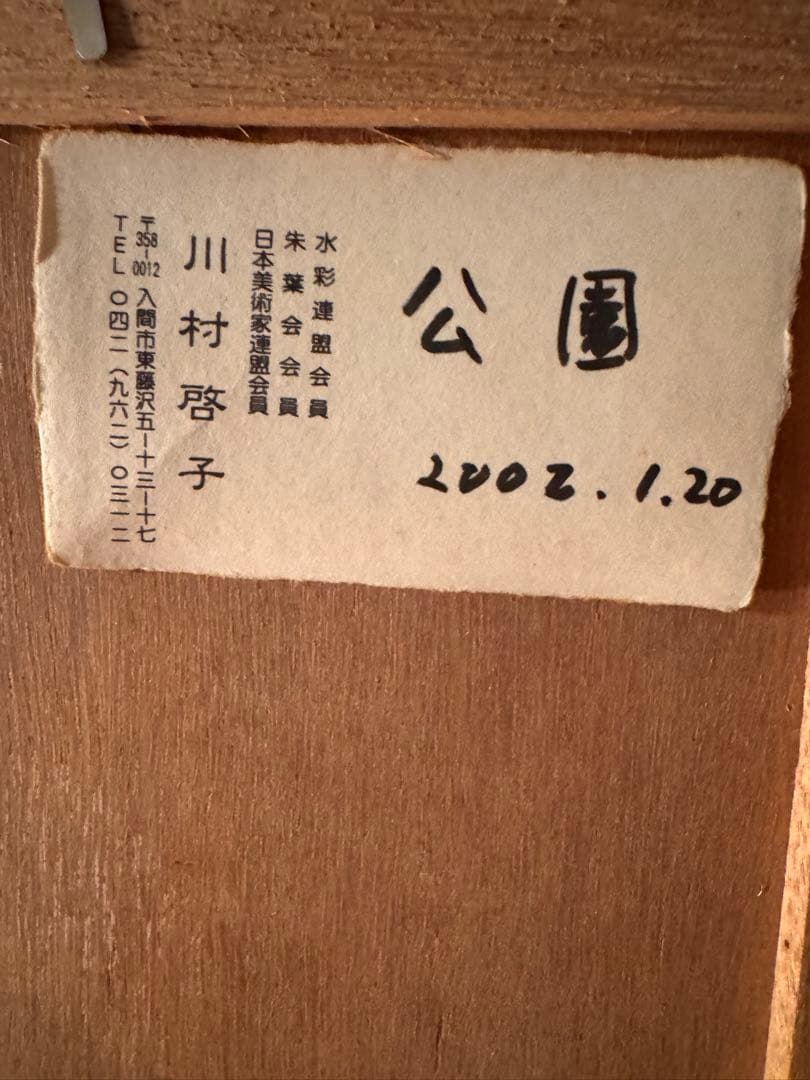 公園
2002.1.20
水彩連盟会員
朱葉会会員
日本美術家連盟会員
川村啓子
〒358-0012 入間市東藤沢五-十三-十七
TEL 〇四二(九六二)〇三一二